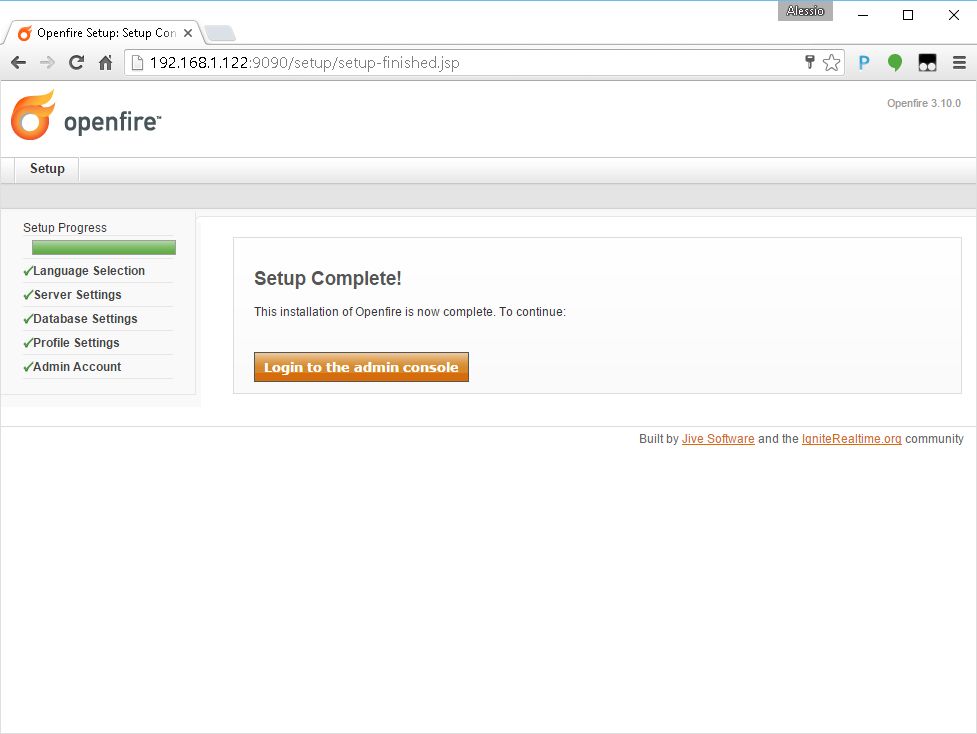 Alessio
Openfire Setup: Setup Con
192.168.1.122:9090/setup/setup-finished.jsp
P
openfire™
Openfire 3.10.0
Setup
Setup Progress
Language Selection
Server Settings
Database Settings
Profile Settings
Admin Account
Setup Complete!
This installation of Openfire is now complete. To continue:
Login to the admin console
Built by Jive Software and the IgniteRealtime.org community